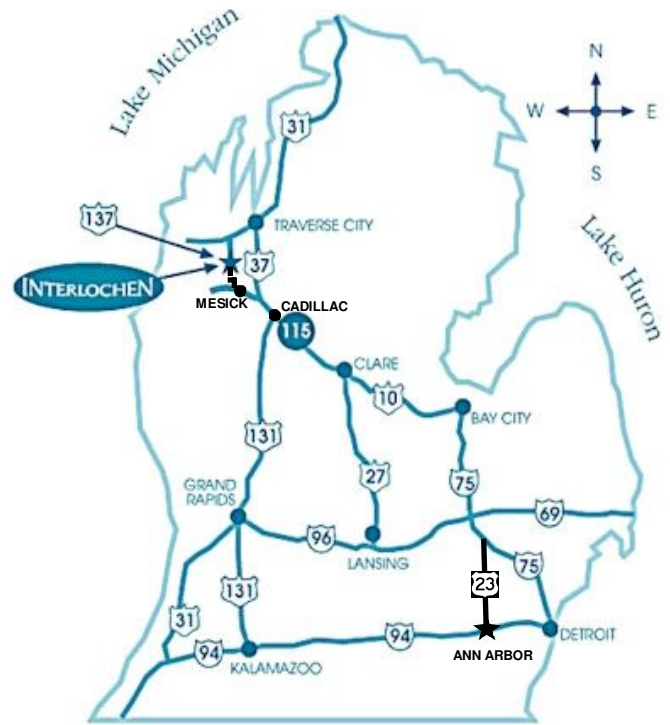 Lake Michigan
N
W
E
S
31
137
TRAVERSE CITY
Lake Huron
37
INTERLOCHEN
MESICK
CADILLAC
115
CLARE
10
BAY CITY
131
27
GRAND
RAPIDS
75
69
96
LANSING
75
131
23
31
94
94
DETROIT
ANN ARBOR
KALAMAZOO